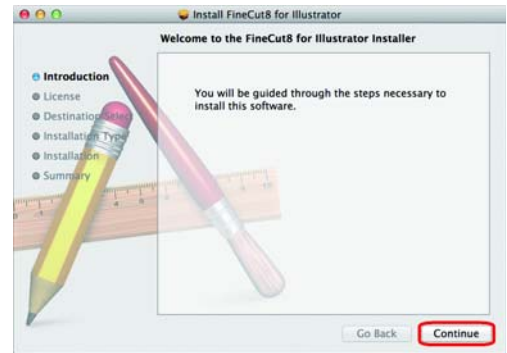 Install FineCut8 for Illustrator
Welcome to the FineCut8 for Illustrator Installer
Introduction
License
Destination Select
Installation Type
Installation
Summary
You will be guided through the steps necessary to
install this software.
Go Back
Continue